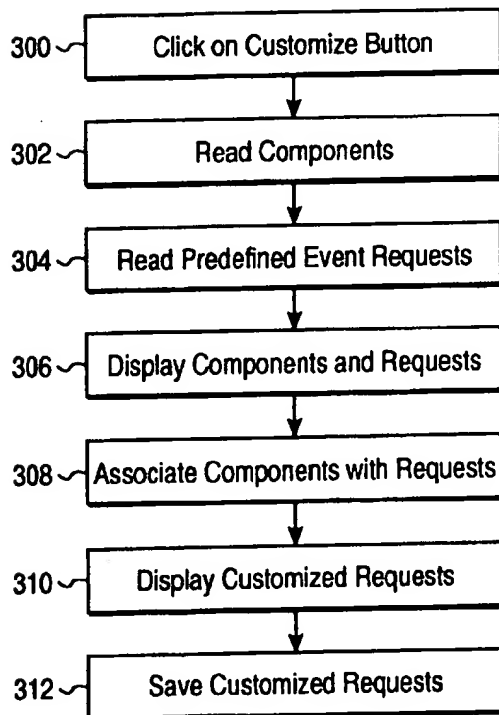 300 Click on Customize Button
302 Read Components
304 Read Predefined Event Requests
306 Display Components and Requests
308 Associate Components with Requests
310 Display Customized Requests
312 Save Customized Requests